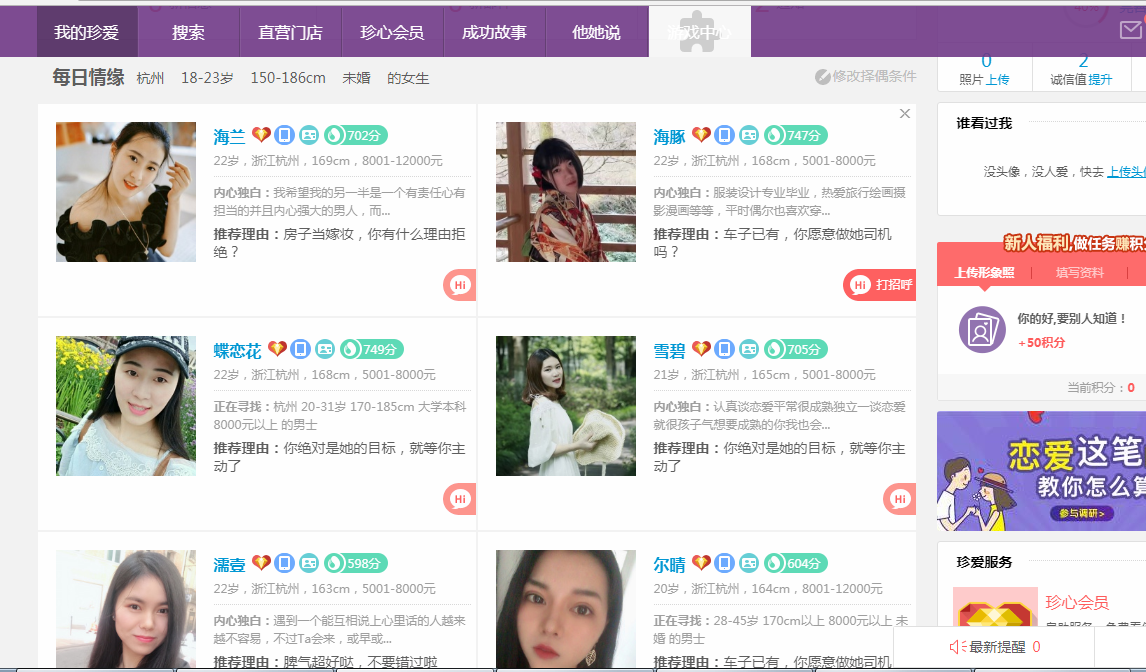 我的珍爱
搜索
直营门店
珍心会员
成功故事
他她说
游戏中心
每日情缘 杭州 18-23岁 150-186cm 未婚 的女生
修改择偶条件
海兰 702分
22岁，浙江杭州，169cm，8001-12000元
内心独白：我希望我的另一半是一个有责任心有
担当的并且内心强大的男人，而...
推荐理由：房子当嫁妆，你有什么理由拒
绝？
Hi
海豚 747分
22岁，浙江杭州，168cm，5001-8000元
内心独白：服装设计专业毕业，热爱旅行绘画摄
影漫画等等，平时偶尔也喜欢穿...
推荐理由：车子已有，你愿意做她司机
吗？
Hi 打招呼
蝶恋花 749分
22岁，浙江杭州，168cm，5001-8000元
正在寻找：杭州 20-31岁 170-185cm 大学本科
8000元以上 的男士
推荐理由：你绝对是她的目标，就等你主
动了
Hi
雪碧 705分
21岁，浙江杭州，165cm，5001-8000元
内心独白：认真谈恋爱平常很成熟独立一谈恋爱
就很孩子气想要成熟的你我也会...
推荐理由：你绝对是她的目标，就等你主
动了
Hi
濡壹 598分
22岁，浙江杭州，163cm，5001-8000元
内心独白：遇到一个能互相说上心里话的人越来
越不容易，不过Ta会来，或早或...
推荐理由：脾气超好哒，不要错过啦
尔晴 604分
20岁，浙江杭州，164cm，8001-12000元
正在寻找：28-45岁 170cm以上 8000元以上 未
婚 的男士
推荐理由：车子已有，你愿意做她司机
0
照片 上传
2
诚信值 提升
谁看过我
没头像，没人爱，快去 上传头
新人福利,做任务赚积
上传形象照
填写资料
你的好,要别人知道！
+50积分
当前积分：0
恋爱这笔
教你怎么算
参与调研>
珍爱服务
珍心会员
最新提醒 0